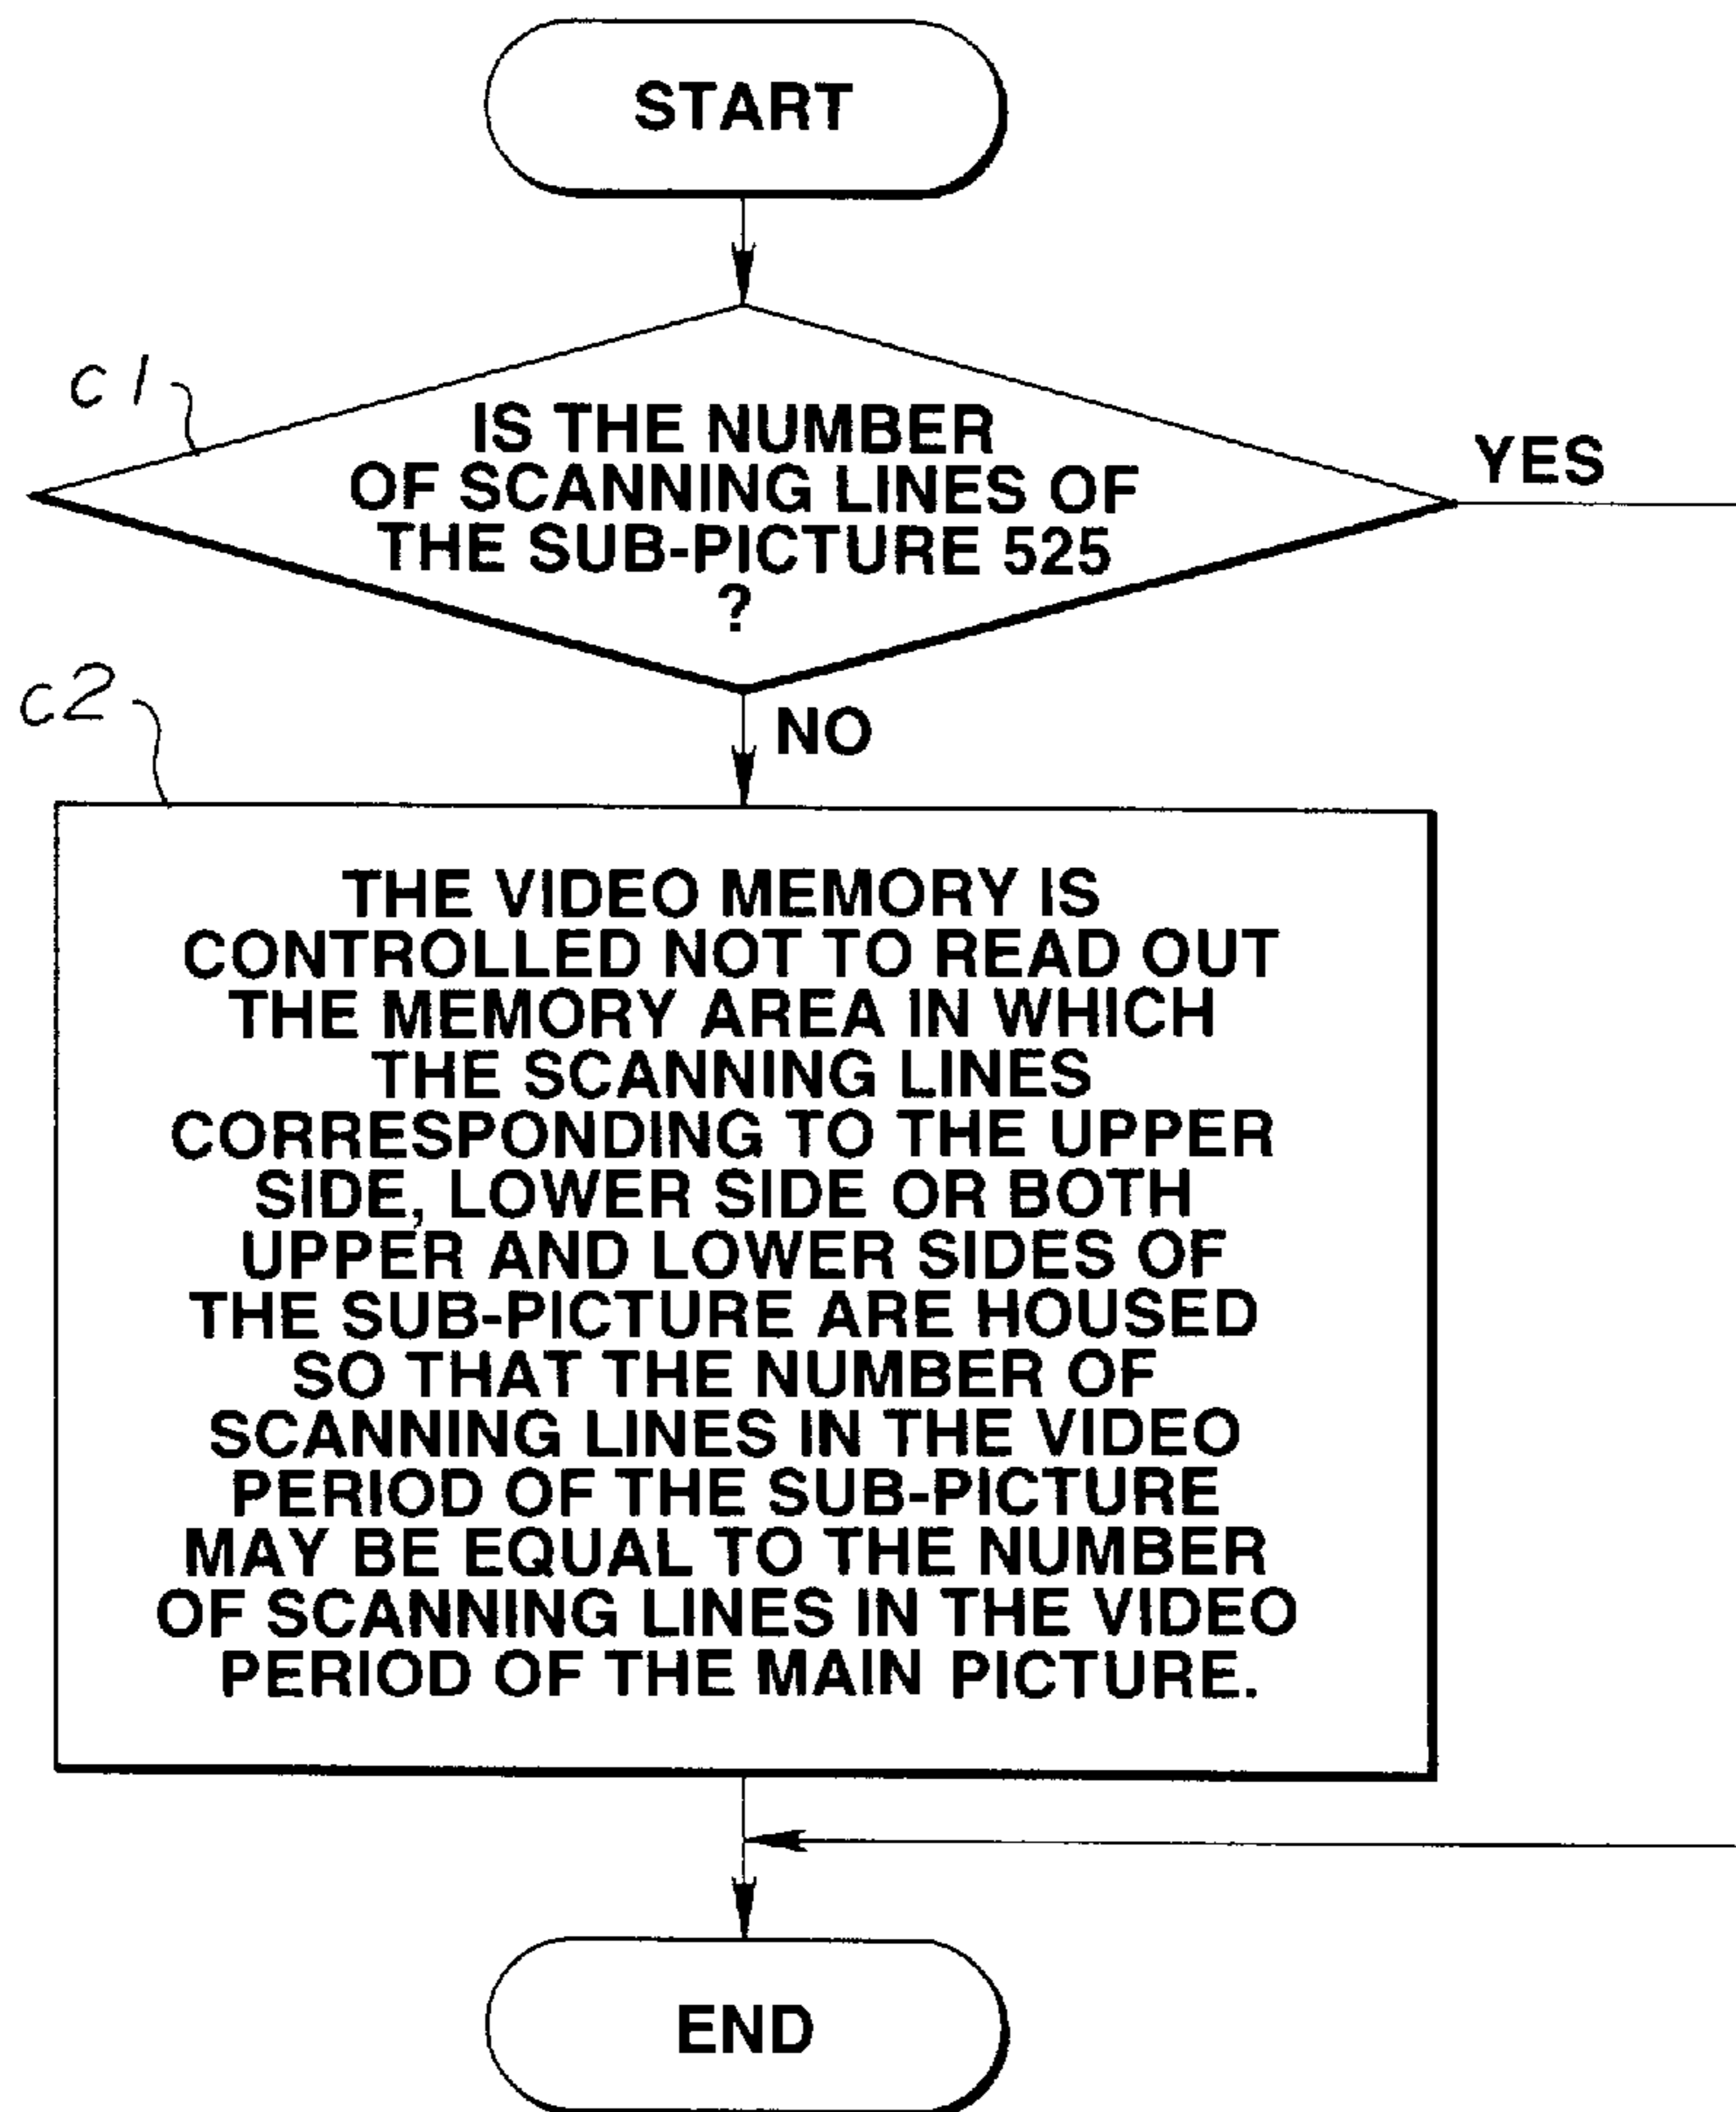 START
c1
IS THE NUMBER
OF SCANNING LINES OF
THE SUB-PICTURE 525
?
YES
c2
NO
THE VIDEO MEMORY IS
CONTROLLED NOT TO READ OUT
THE MEMORY AREA IN WHICH
THE SCANNING LINES
CORRESPONDING TO THE UPPER
SIDE, LOWER SIDE OR BOTH
UPPER AND LOWER SIDES OF
THE SUB-PICTURE ARE HOUSED
SO THAT THE NUMBER OF
SCANNING LINES IN THE VIDEO
PERIOD OF THE SUB-PICTURE
MAY BE EQUAL TO THE NUMBER
OF SCANNING LINES IN THE VIDEO
PERIOD OF THE MAIN PICTURE.
END